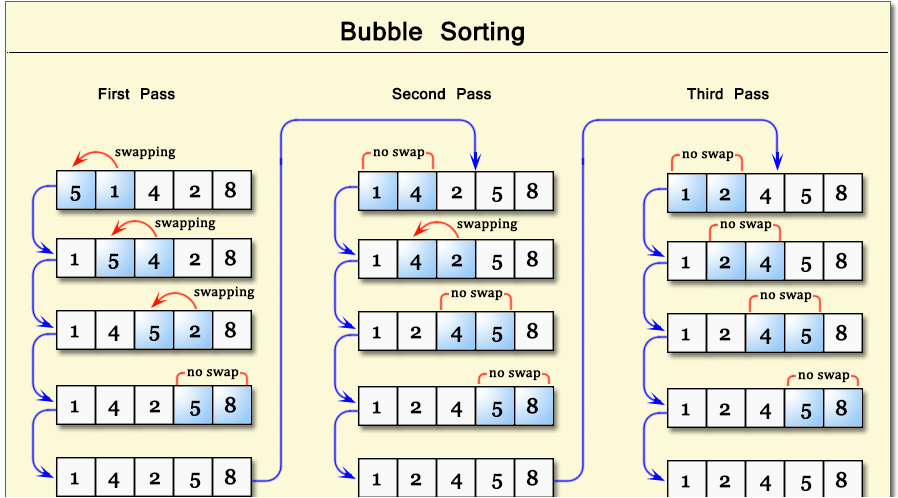 Bubble Sorting
First Pass
swapping
5 1 4 2 8
swapping
1 5 4 2 8
swapping
1 4 5 2 8
no swap
1 4 2 5 8
1 4 2 5 8
Second Pass
no swap
1 4 2 5 8
swapping
1 4 2 5 8
no swap
1 2 4 5 8
no swap
1 2 4 5 8
1 2 4 5 8
Third Pass
no swap
1 2 4 5 8
no swap
1 2 4 5 8
no swap
1 2 4 5 8
no swap
1 2 4 5 8
1 2 4 5 8